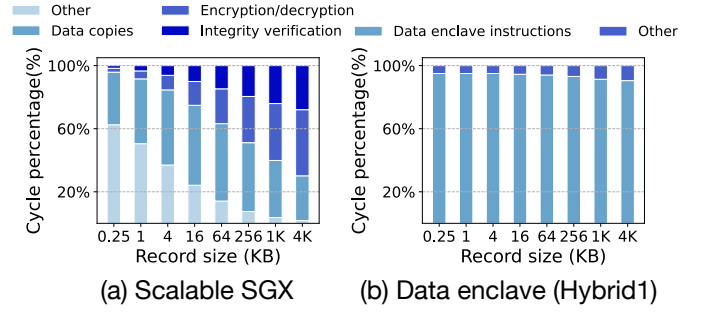 Other
Encryption/decryption
Data copies
Integrity verification
Data enclave instructions
Other
Cycle percentage(%)
100%
60%
20%
0.25 1 4 16 64 256 1K 4K
Record size (KB)
(a) Scalable SGX
Cycle percentage(%)
100%
60%
20%
0.25 1 4 16 64 256 1K 4K
Record size (KB)
(b) Data enclave (Hybrid1)